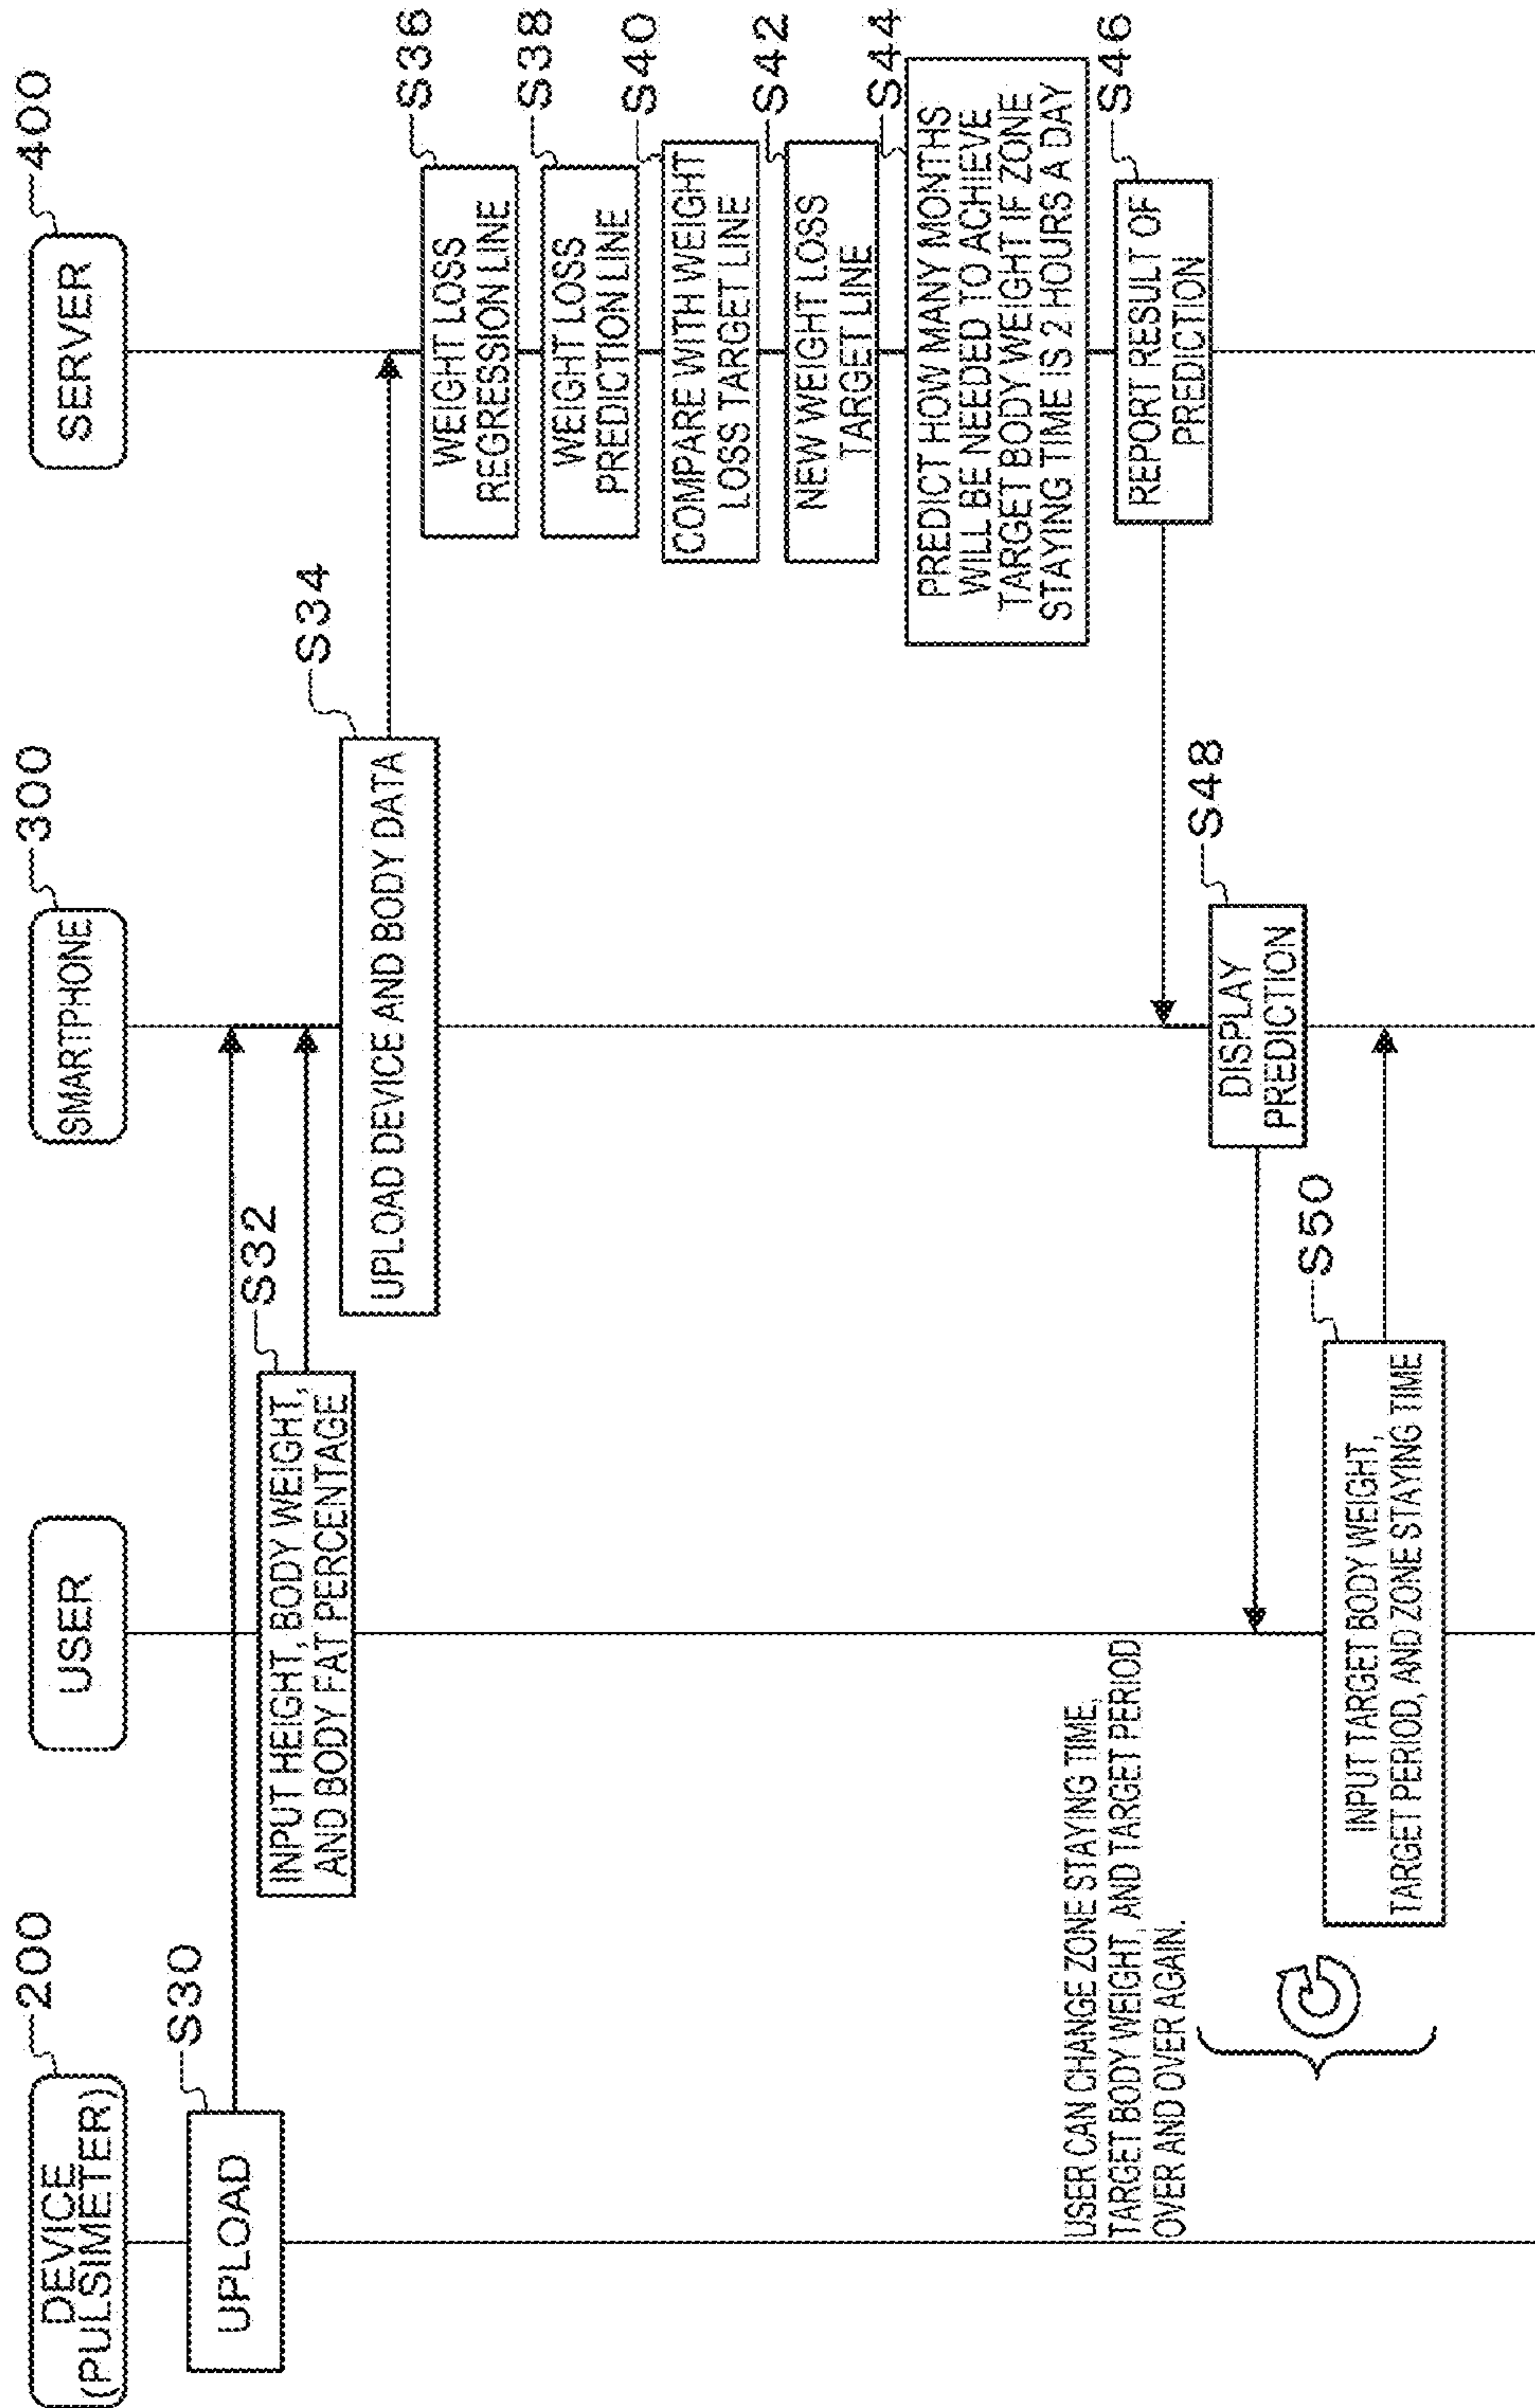 DEVICE
(PULSIMETER)
200
USER
SMARTPHONE
300
SERVER
400
UPLOAD
S30
INPUT HEIGHT, BODY WEIGHT,
AND BODY FAT PERCENTAGE
S32
UPLOAD DEVICE AND BODY DATA
S34
WEIGHT LOSS
REGRESSION LINE
S36
WEIGHT LOSS
PREDICTION LINE
S38
COMPARE WITH WEIGHT
LOSS TARGET LINE
S40
NEW WEIGHT LOSS
TARGET LINE
S42
PREDICT HOW MANY MONTHS
WILL BE NEEDED TO ACHIEVE
TARGET BODY WEIGHT IF ZONE
STAYING TIME IS 2 HOURS A DAY
S44
REPORT RESULT OF
PREDICTION
S46
DISPLAY
PREDICTION
S48
USER CAN CHANGE ZONE STAYING TIME,
TARGET BODY WEIGHT, AND TARGET PERIOD
OVER AND OVER AGAIN.
INPUT TARGET BODY WEIGHT,
TARGET PERIOD, AND ZONE STAYING TIME
S50